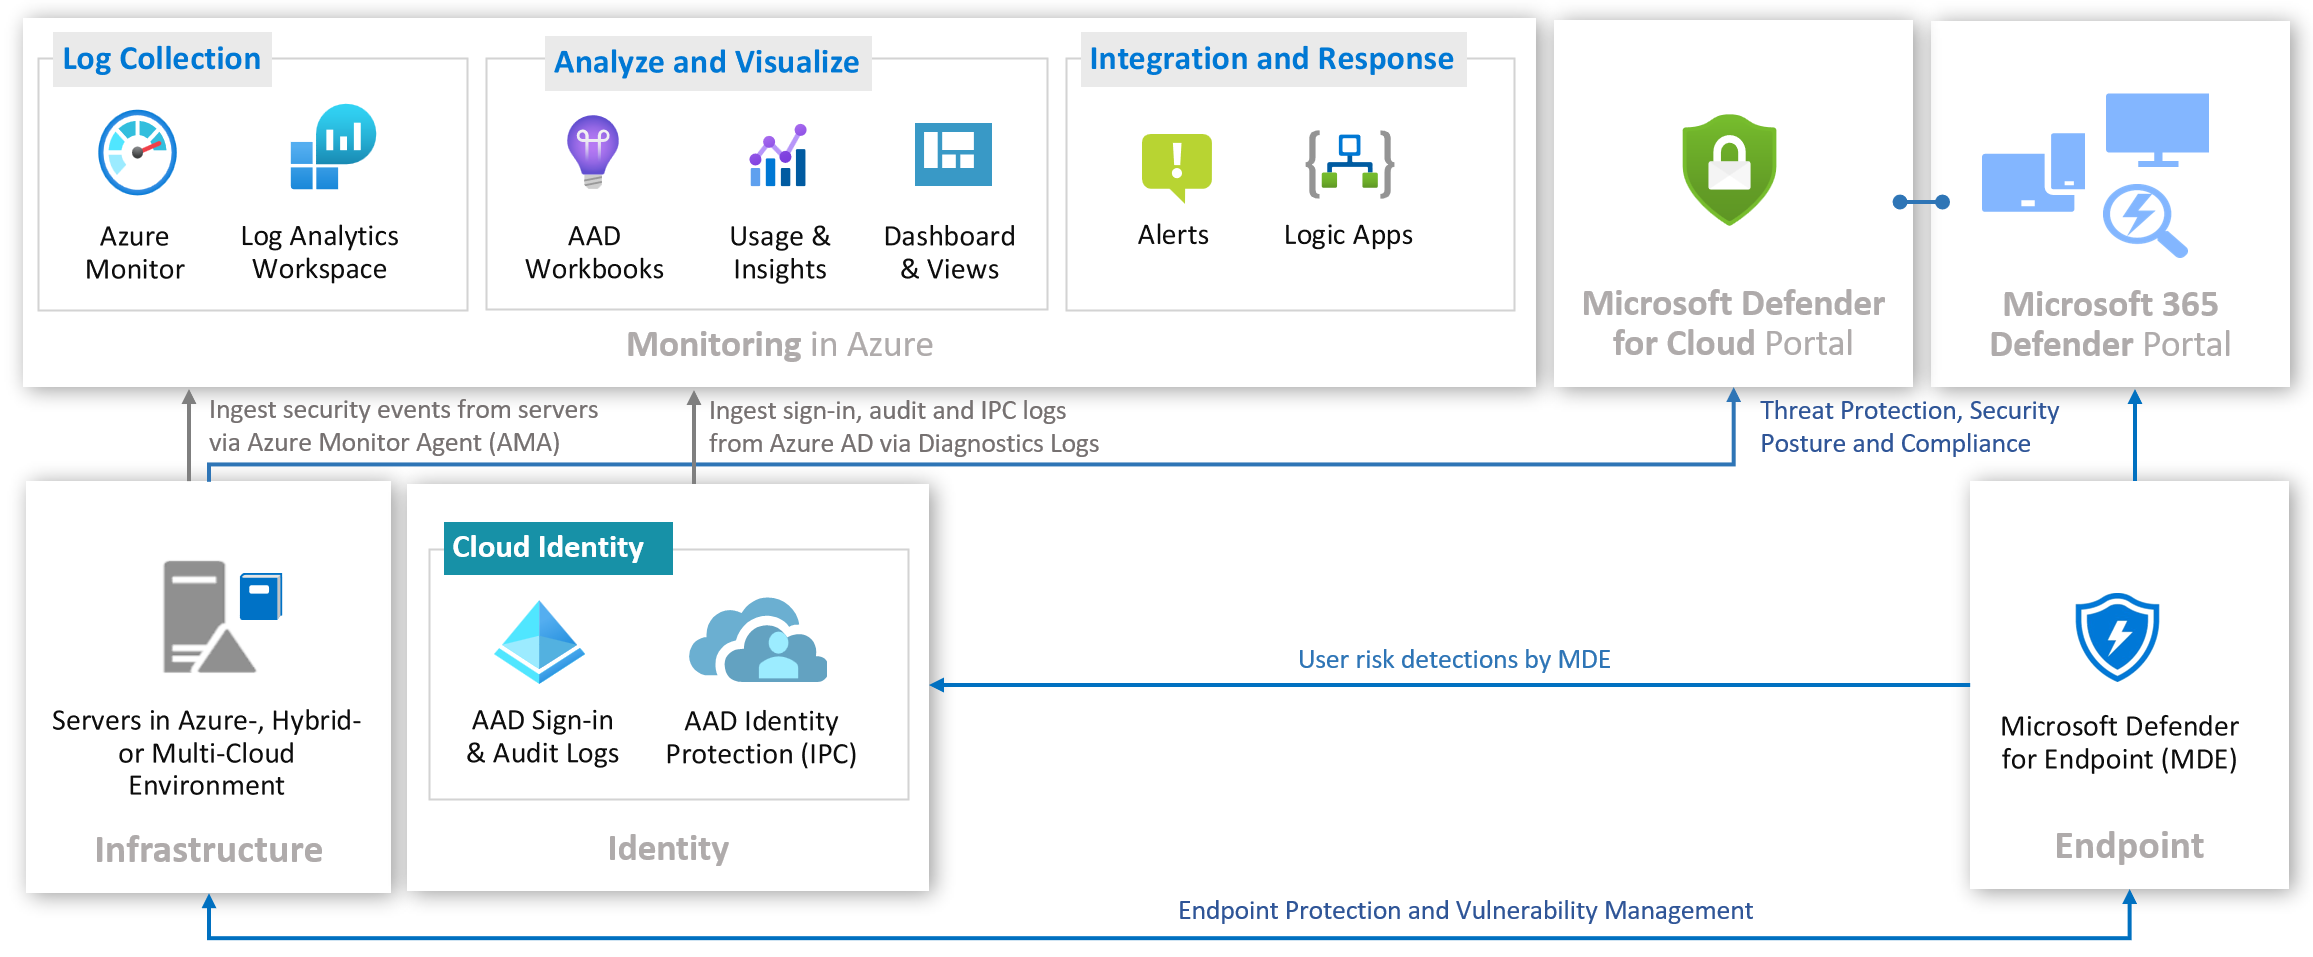 Log Collection
Azure
Monitor
Log Analytics
Workspace
Analyze and Visualize
AAD
Workbooks
Usage &
Insights
Dashboard
& Views
Integration and Response
Alerts
Logic Apps
Monitoring in Azure
Microsoft Defender
for Cloud Portal
Microsoft 365
Defender Portal
Ingest security events from servers
via Azure Monitor Agent (AMA)
Ingest sign-in, audit and IPC logs
from Azure AD via Diagnostics Logs
Threat Protection, Security
Posture and Compliance
Servers in Azure-, Hybrid-
or Multi-Cloud
Environment
Infrastructure
Cloud Identity
AAD Sign-in
& Audit Logs
AAD Identity
Protection (IPC)
Identity
User risk detections by MDE
Microsoft Defender
for Endpoint (MDE)
Endpoint
Endpoint Protection and Vulnerability Management